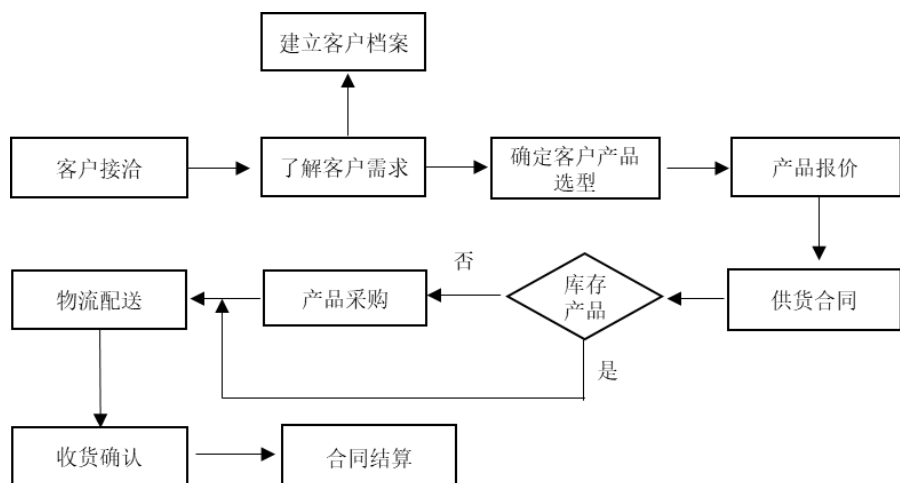 建立客户档案
客户接洽
了解客户需求
确定客户产品
选型
产品报价
物流配送
产品采购
否
库存
产品
供货合同
是
收货确认
合同结算